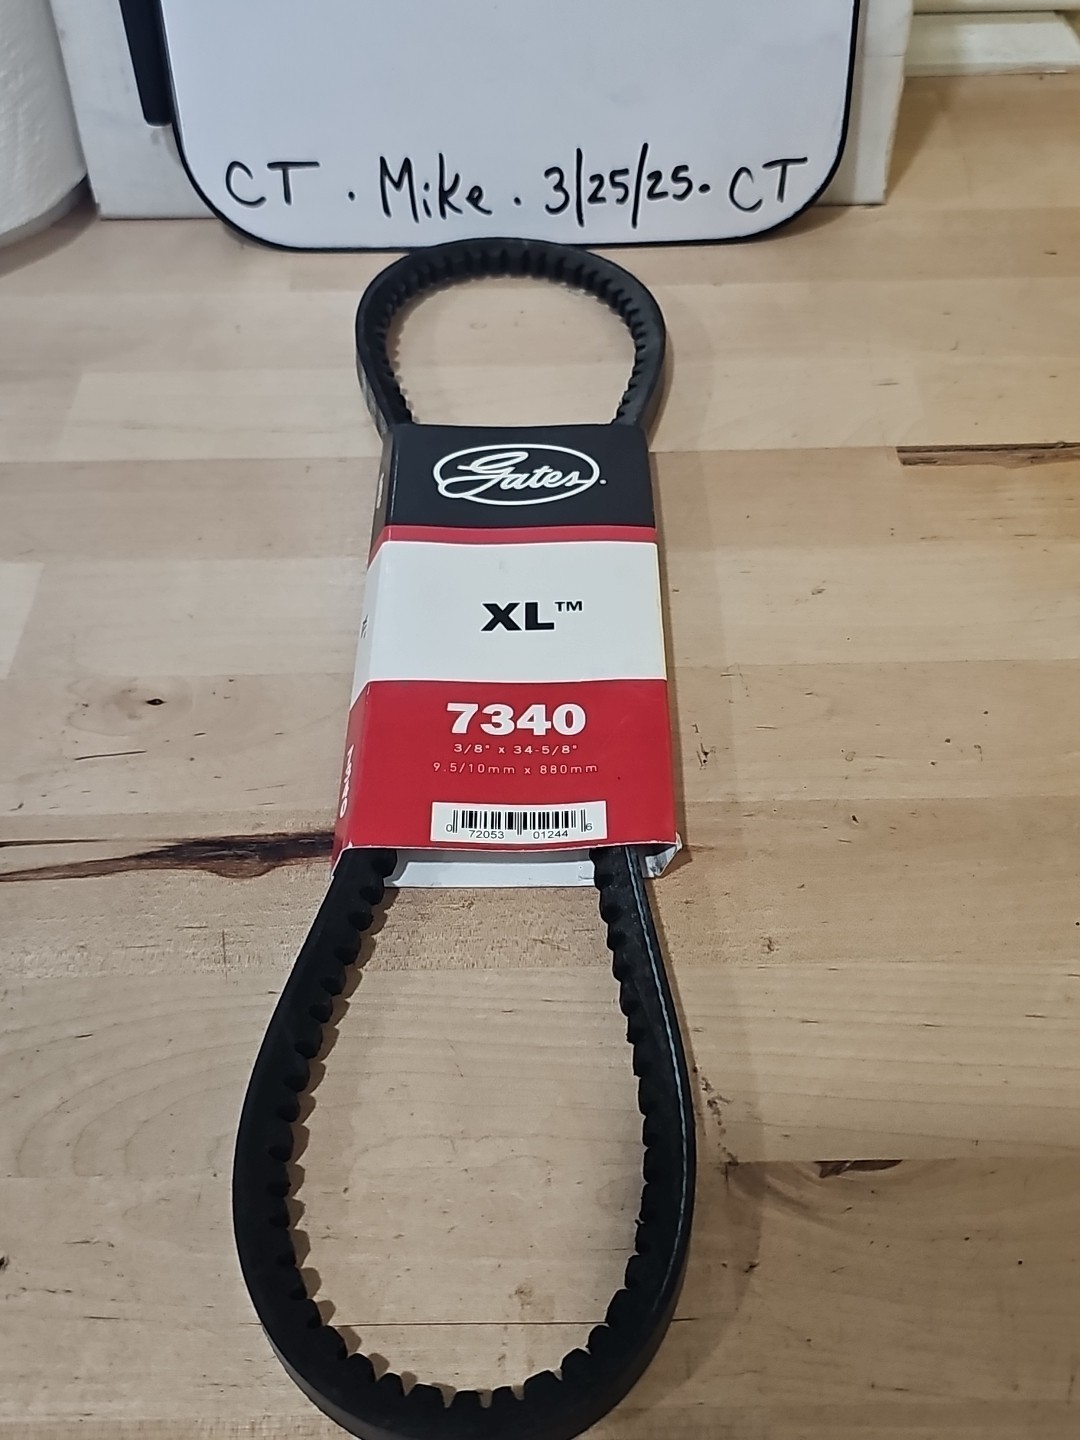 CT . Mike . 3/25/25. CT
Gates.
XL™
7340
3/8" x 34-5/8"
9.5/10mm x 880mm
0 72053 01244 6